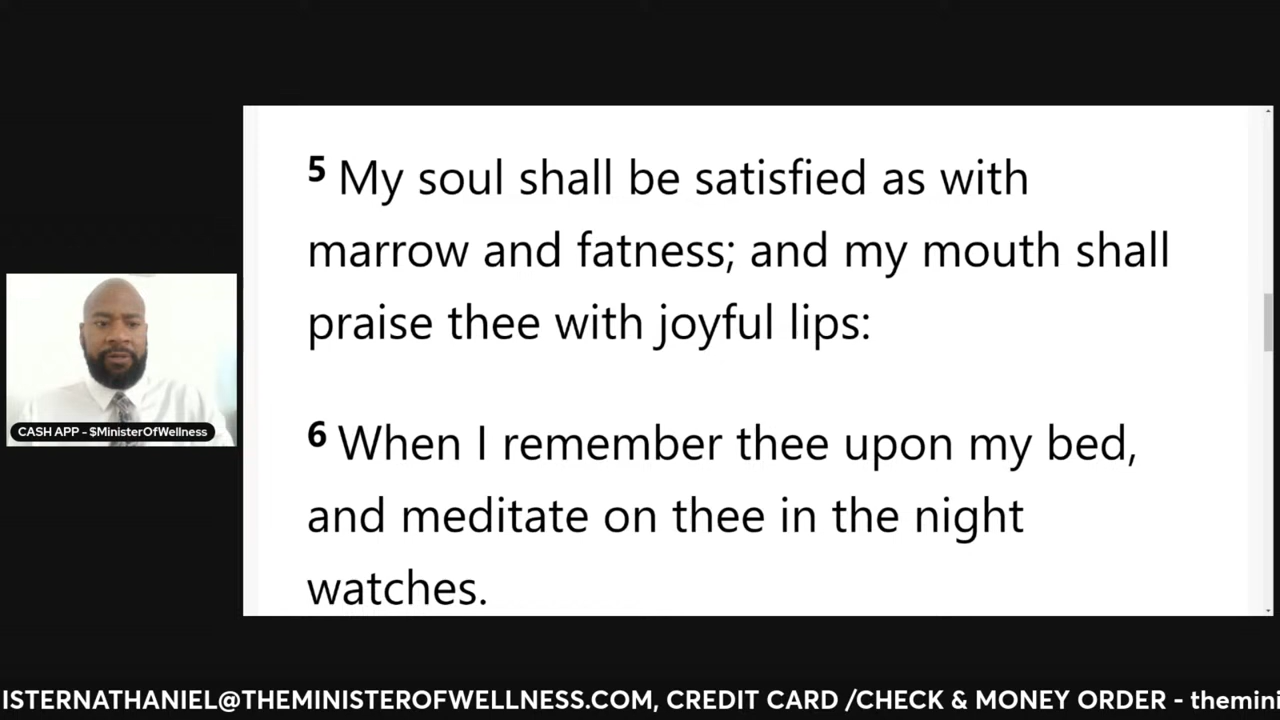 5 My soul shall be satisfied as with
marrow and fatness; and my mouth shall
praise thee with joyful lips:
6 When I remember thee upon my bed,
and meditate on thee in the night
watches.
CASH APP - $MinisterOfWellness
ISTERNATHANIEL@THEMINISTEROFWELLNESS.COM, CREDIT CARD /CHECK & MONEY ORDER - themini